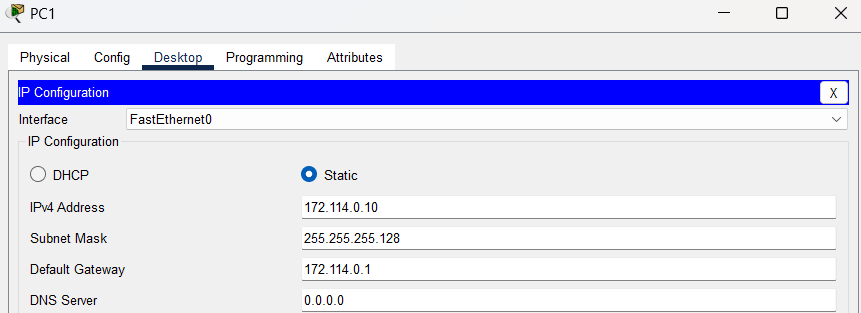 PC1
Physical Config Desktop Programming Attributes
IP Configuration X
Interface FastEthernet0
IP Configuration
DHCP Static
IPv4 Address 172.114.0.10
Subnet Mask 255.255.255.128
Default Gateway 172.114.0.1
DNS Server 0.0.0.0